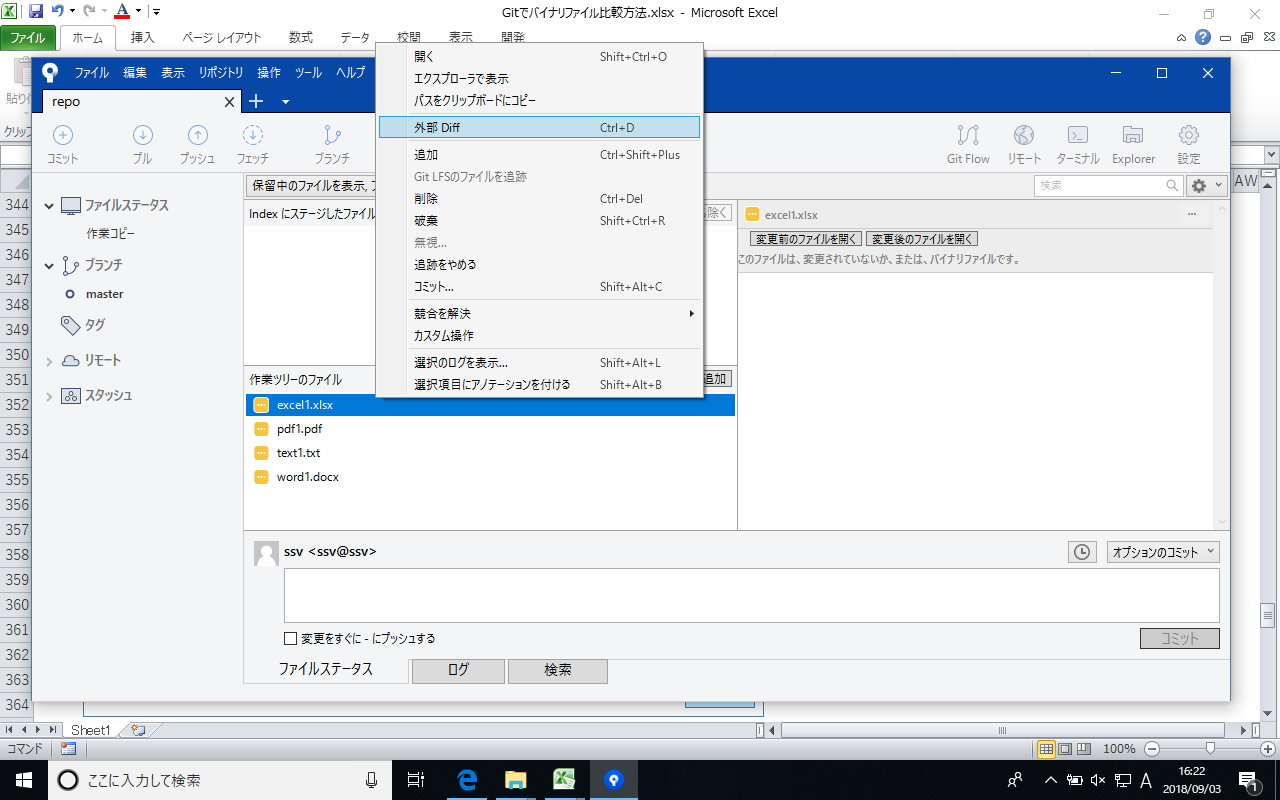 Gitでバイナリファイル比較方法.xlsx - Microsoft Excel
ファイル ホーム 挿入 ページ レイアウト 数式 データ 校閲 表示 開発
貼り付
クリップ
ファイル 編集 表示 リポジトリ 操作 ツール ヘルプ
repo
コミット プル プッシュ フェッチ ブランチ
Git Flow リモート ターミナル Explorer 設定
ファイルステータス
作業コピー
ブランチ
master
タグ
リモート
スタッシュ
保留中のファイルを表示, フ
検索
Index にステージしたファイル
除く
開く Shift+Ctrl+O
エクスプローラで表示
パスをクリップボードにコピー
外部 Diff Ctrl+D
追加 Ctrl+Shift+Plus
Git LFSのファイルを追跡
削除 Ctrl+Del
破棄 Shift+Ctrl+R
無視...
追跡をやめる
コミット... Shift+Alt+C
競合を解決
カスタム操作
選択のログを表示... Shift+Alt+L
選択項目にアノテーションを付ける Shift+Alt+B
作業ツリーのファイル
追加
excel1.xlsx
pdf1.pdf
text1.txt
word1.docx
excel1.xlsx
変更前のファイルを開く 変更後のファイルを開く
このファイルは、変更されていないか、または、バイナリファイルです。
ssv <ssv@ssv>
オプションのコミット
変更をすぐに - にプッシュする
コミット
ファイルステータス ログ 検索
AW
344
345
346
347
348
349
350
351
352
353
354
355
356
357
358
359
360
361
362
363
364
Sheet1
コマンド
100%
ここに入力して検索
A
16:22
2018/09/03
1